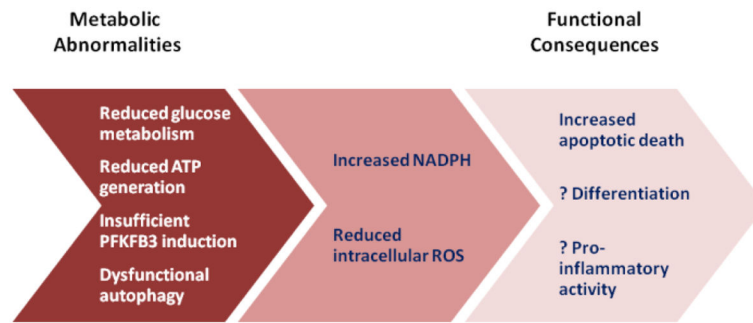 Metabolic
Abnormalities
Functional
Consequences
Reduced glucose
metabolism
Reduced ATP
generation
Insufficient
PFKFB3 induction
Dysfunctional
autophagy
Increased NADPH
Reduced
intracellular ROS
Increased
apoptotic death
? Differentiation
? Pro-
inflammatory
activity